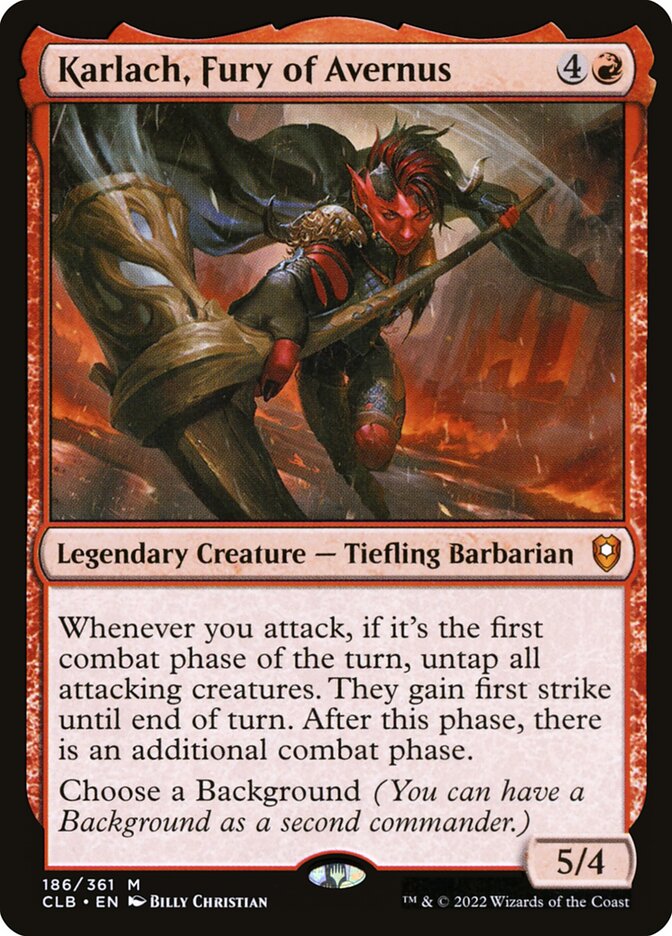 Karlach, Fury of Avernus 4
Legendary Creature — Tiefling Barbarian
Whenever you attack, if it's the first
combat phase of the turn, untap all
attacking creatures. They gain first strike
until end of turn. After this phase, there
is an additional combat phase.
Choose a Background (You can have a
Background as a second commander.)
5/4
186/361 M
CLB • EN Billy Christian
™ & © 2022 Wizards of the Coast